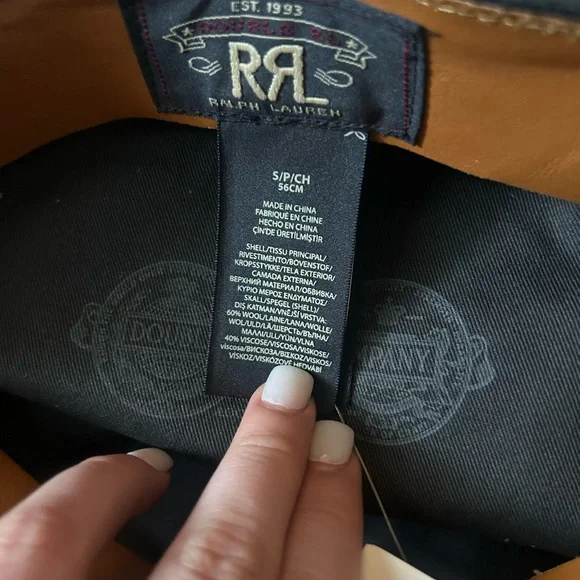 EST. 1993
DOUBLE RL
RRL
RALPH LAUREN
S/P/CH
56CM
MADE IN CHINA
FABRIQUÉ EN CHINE
HECHO EN CHINA
ÇİN'DE ÜRETİLMİŞTİR
SHELL/TISSU PRINCIPAL/
RIVESTIMENTO/BOVENSTOF/
KROPSSTYKKE/TELA EXTERIOR/
CAMADA EXTERNA/
ВЕРХНИЙ МАТЕРИАЛ/ОБВИВКА/
ΚΥΡΙΟ ΜΕΡΟΣ ΕΝΔΥΜΑΤΟΣ/
SKALL/SPEGEL (SHELL)/
DIŞ KATMAN/VNĚJŠÍ VRSTVA:
60% WOOL/LAINE/LANA/WOLLE/
WOL/ULD/LÃ/ШЕРСТЬ/ВЪЛНА/
ΜΑΛΛΙ/ULL/YÜN/VLNA
40% VISCOSE/VISCOSA/VISKOSE/
viscosa/ВИСКОЗА/ΒΙΣΚΟΖ/VISKOS/
VİSKOZ/VISKÓZOVÉ HEDVÁBÍ